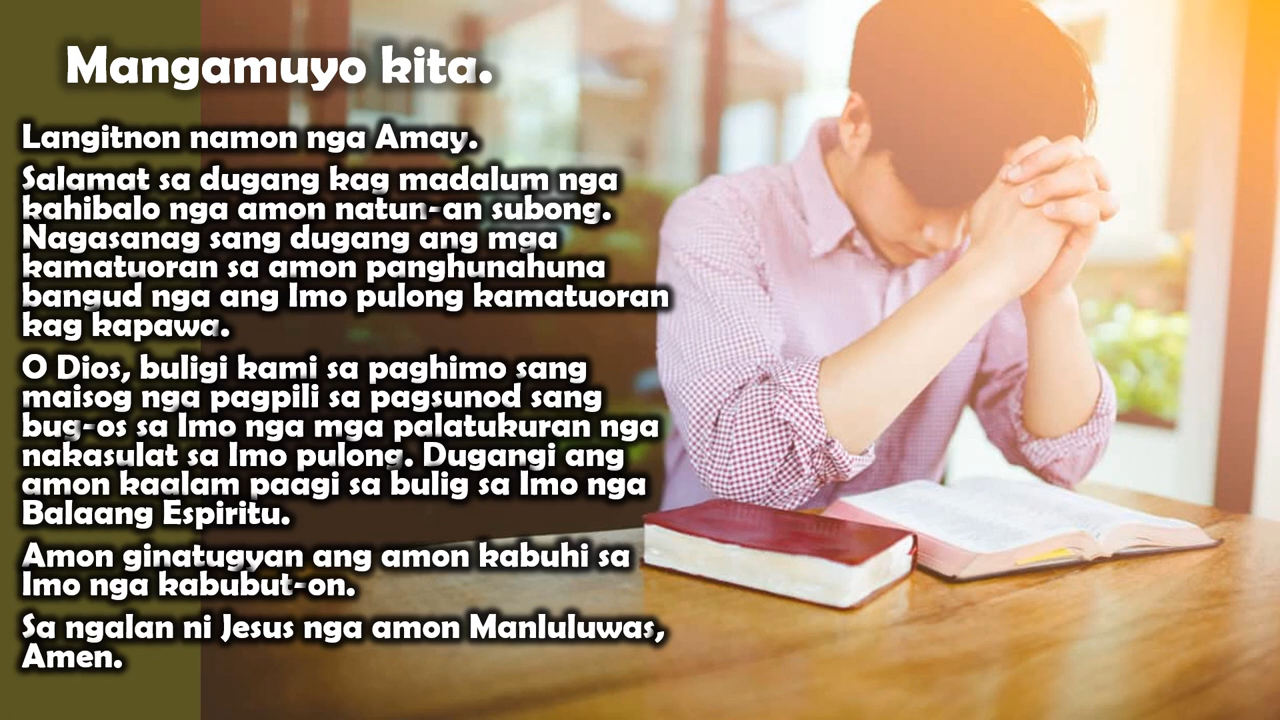 Mangamuyo kita.
Langitnon namon nga Amay.
Salamat sa dugang kag madalum nga
kahibalo nga amon natun-an subong.
Nagasanag sang dugang ang mga
kamatuoran sa amon panghunahuna
bangud nga ang Imo pulong kamatuoran
kag kapawa.
O Dios, buligi kami sa paghimo sang
maisog nga pagpili sa pagsunod sang
bug-os sa Imo nga mga palatukuran nga
nakasulat sa Imo pulong. Dugangi ang
amon kaalam paagi sa bulig sa Imo nga
Balaang Espiritu.
Amon ginatugyan ang amon kabuhi sa
Imo nga kabubut-on.
Sa ngalan ni Jesus nga amon Manluluwas,
Amen.